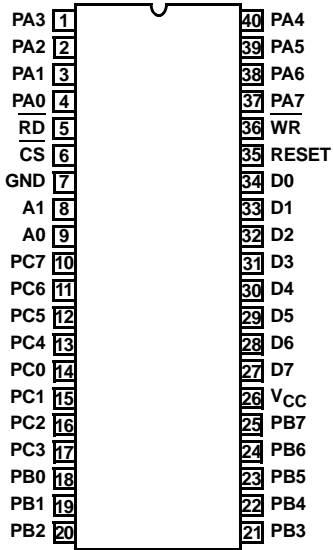 PA3 1 40 PA4
PA2 2 39 PA5
PA1 3 38 PA6
PA0 4 37 PA7
RD 5 36 WR
CS 6 35 RESET
GND 7 34 D0
A1 8 33 D1
A0 9 32 D2
PC7 10 31 D3
PC6 11 30 D4
PC5 12 29 D5
PC4 13 28 D6
PC0 14 27 D7
PC1 15 26 VCC
PC2 16 25 PB7
PC3 17 24 PB6
PB0 18 23 PB5
PB1 19 22 PB4
PB2 20 21 PB3